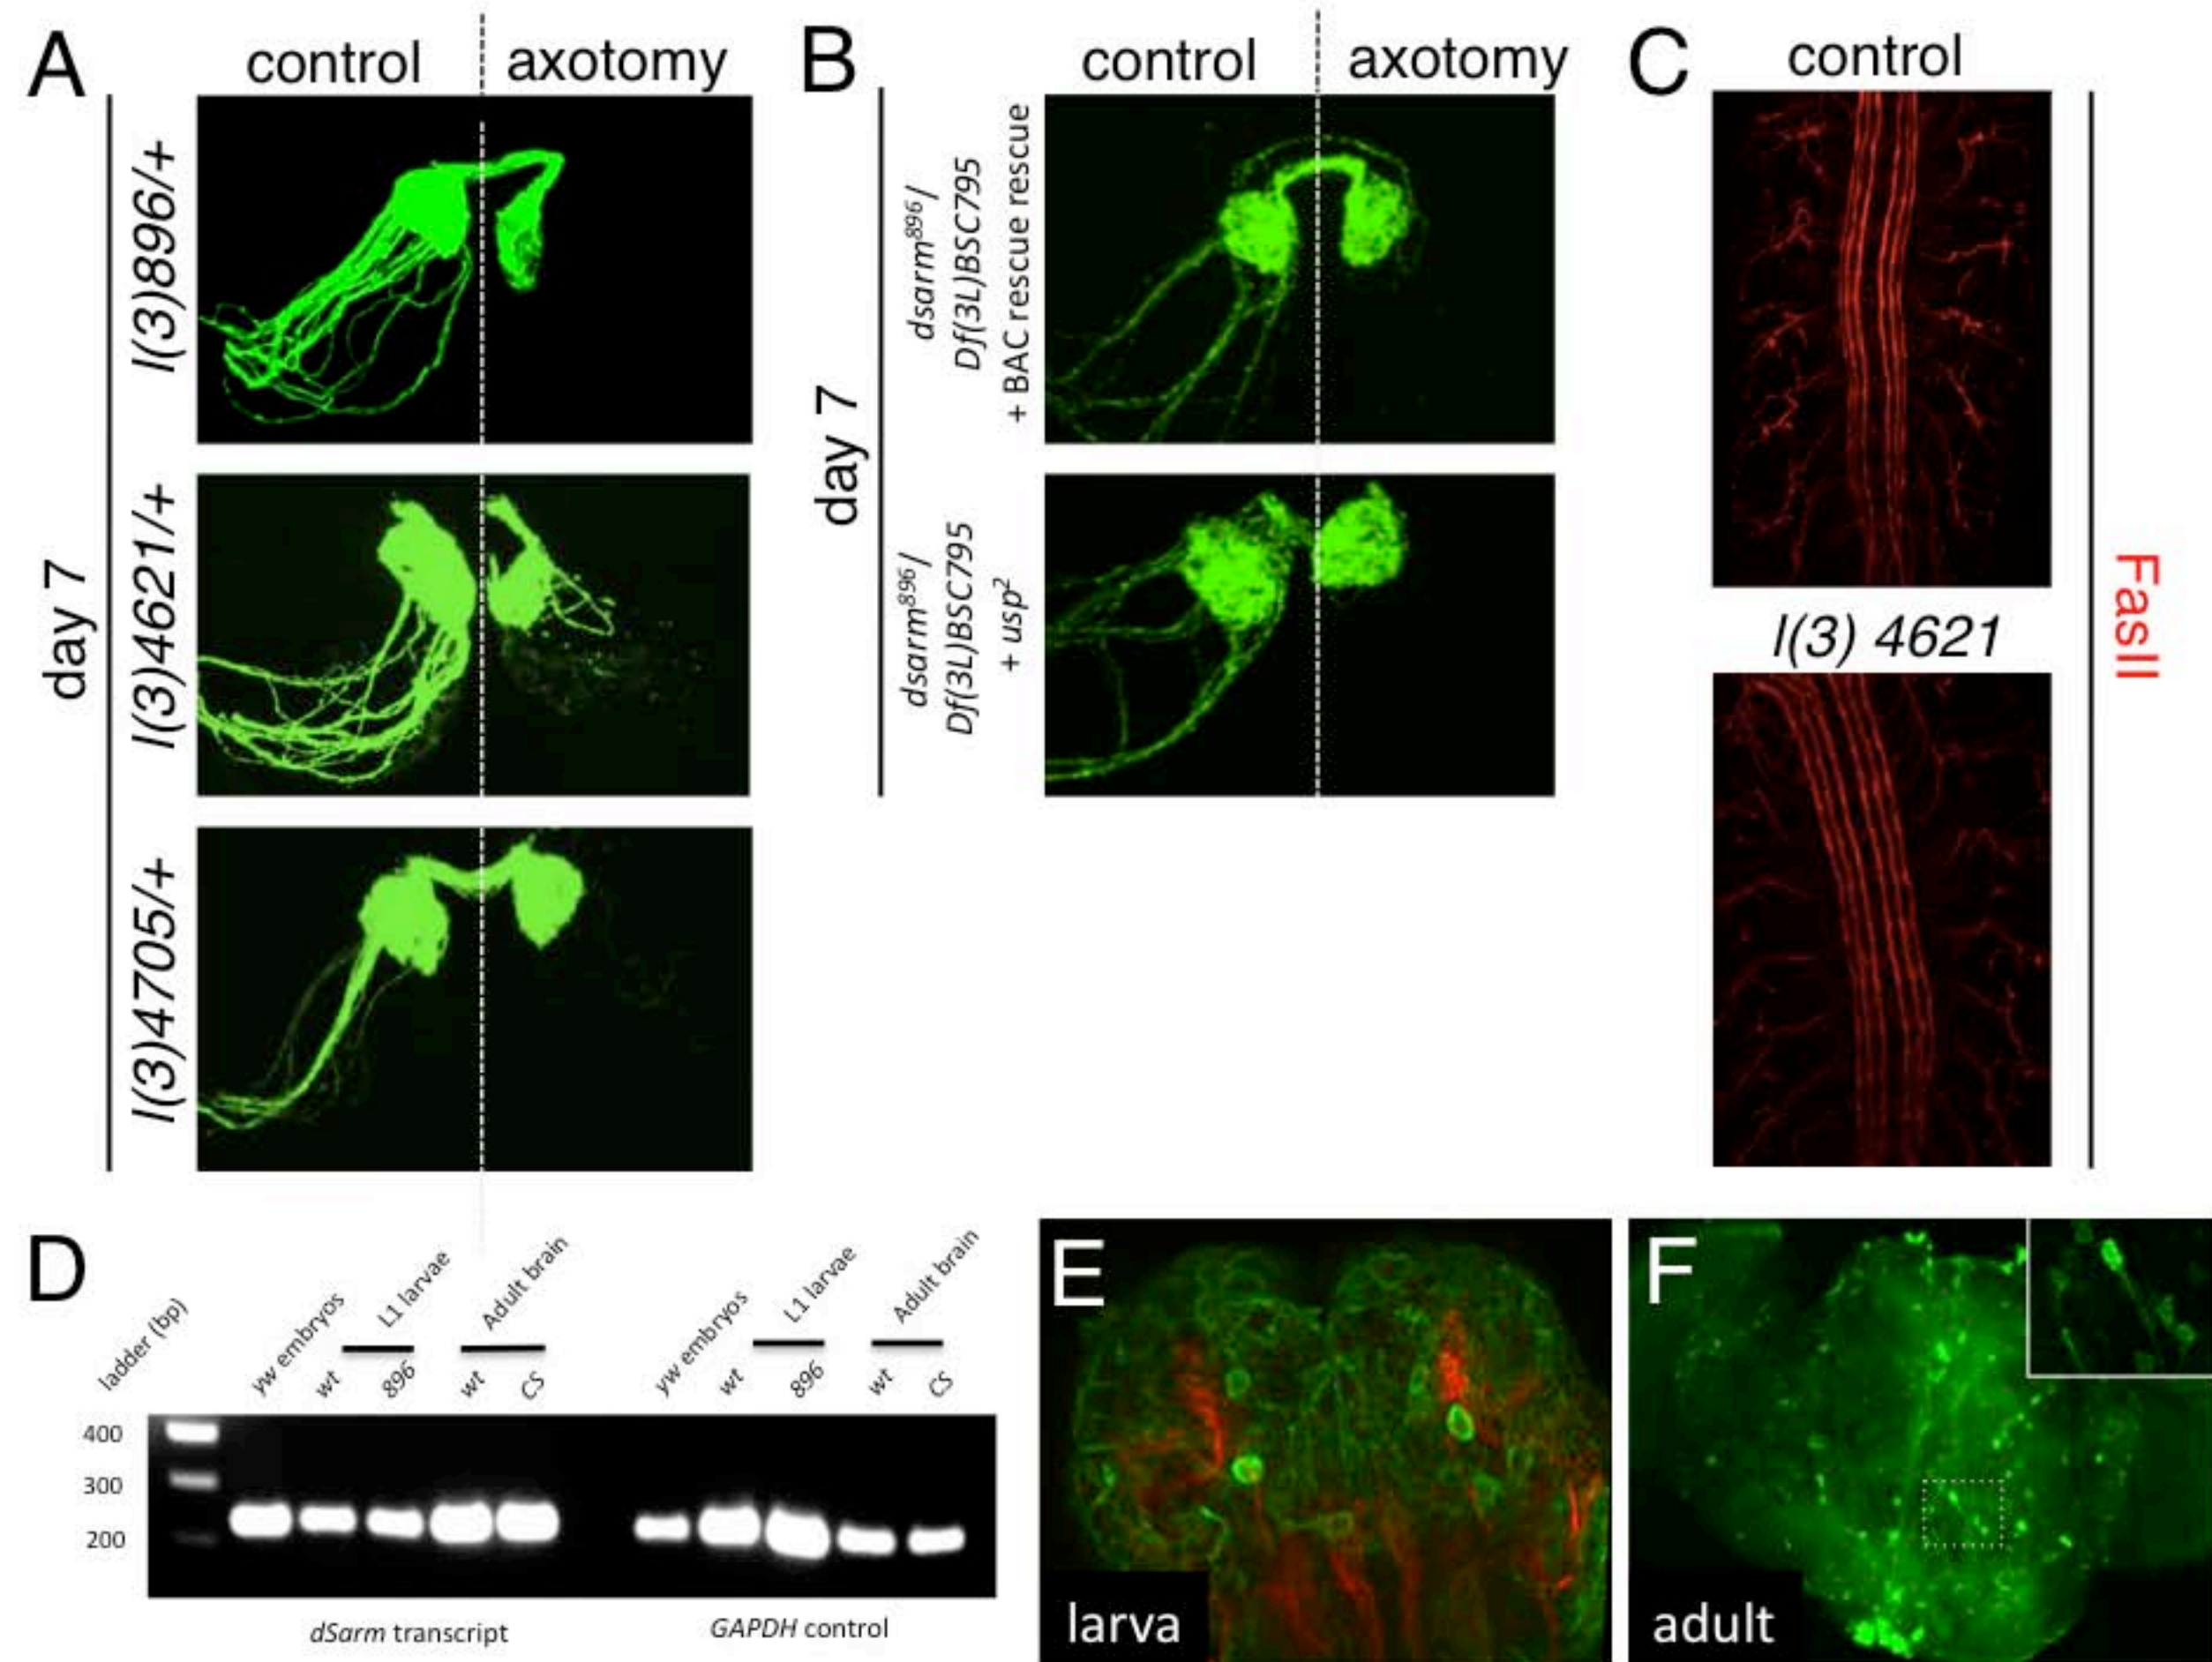 A
control
axotomy
day 7
l(3)896/+
l(3)4621/+
l(3)4705/+
B
control
axotomy
day 7
dsarm896/
Df(3L)BSC795
+ BAC rescue rescue
dsarm896/
Df(3L)BSC795
+ usp2
C
control
l(3) 4621
FasII
D
ladder (bp)
yw embryos
L1 larvae
wt
896
Adult brain
wt
CS
yw embryos
L1 larvae
wt
896
Adult brain
wt
CS
400
300
200
dSarm transcript
GAPDH control
E
larva
F
adult